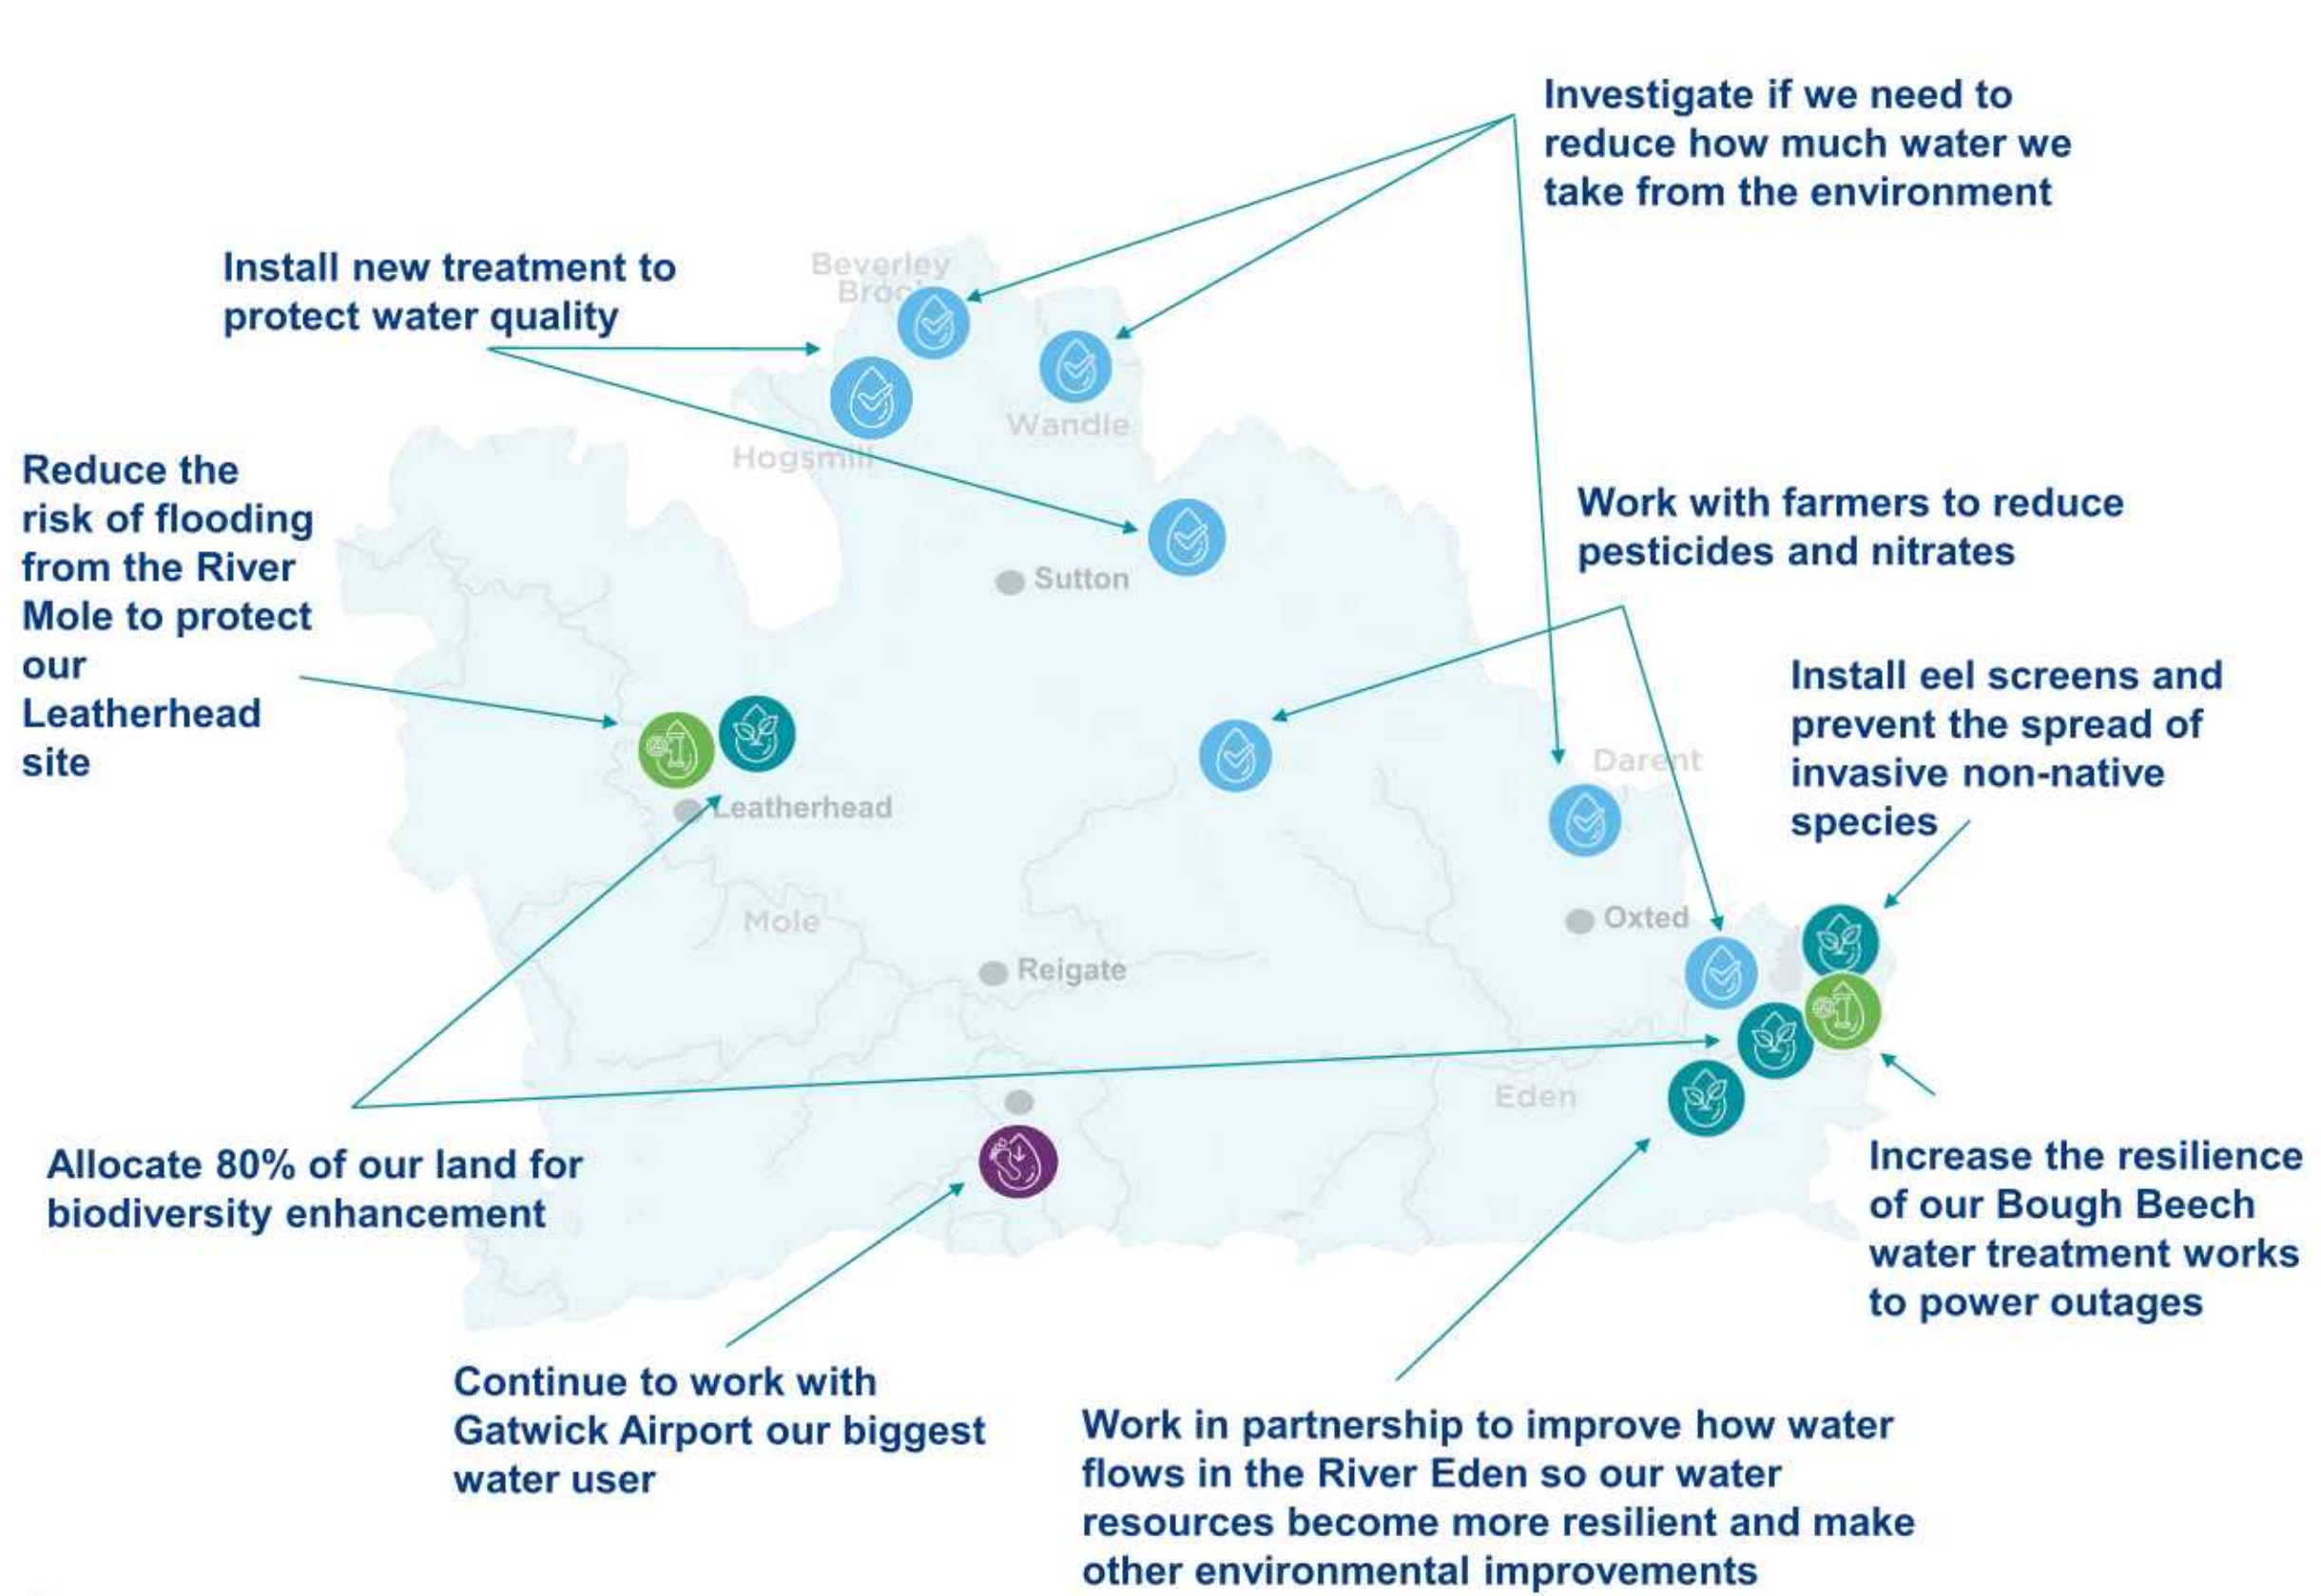 Investigate if we need to
reduce how much water we
take from the environment
Install new treatment to
protect water quality
Beverley
Wandle
Hogsmill
Reduce the
risk of flooding
from the River
Mole to protect
our
Leatherhead
site
Sutton
Work with farmers to reduce
pesticides and nitrates
Install eel screens and
prevent the spread of
invasive non-native
species
Darent
Leatherhead
Mole
Oxted
Reigate
Eden
Allocate 80% of our land for
biodiversity enhancement
Increase the resilience
of our Bough Beech
water treatment works
to power outages
Continue to work with
Gatwick Airport our biggest
water user
Work in partnership to improve how water
flows in the River Eden so our water
resources become more resilient and make
other environmental improvements